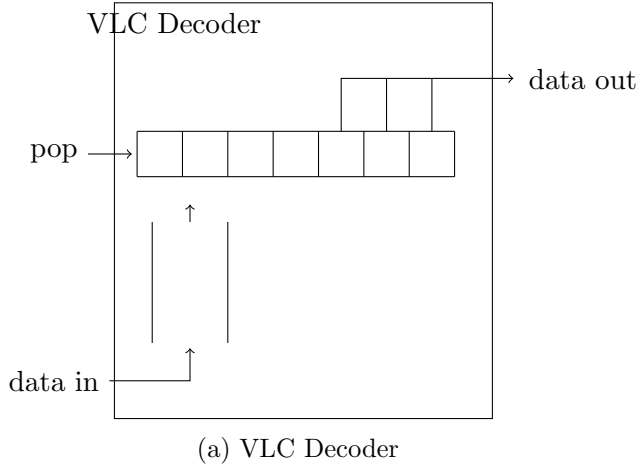 VLC Decoder
data out
pop
data in
(a) VLC Decoder